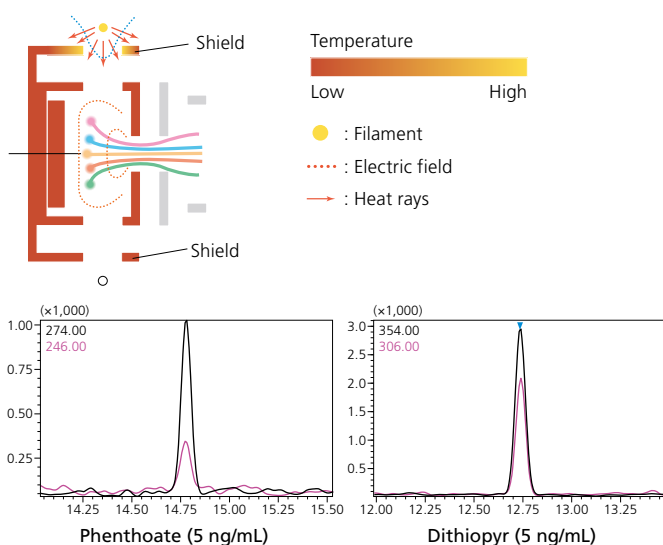 Shield
Temperature
Low High
: Filament
: Electric field
: Heat rays
Shield
(×1,000)
274.00
246.00
1.00
0.75
0.50
0.25
14.25 14.50 14.75 15.00 15.25 15.50
Phenthoate (5 ng/mL)
(×1,000)
354.00
306.00
3.0
2.5
2.0
1.5
1.0
0.5
12.00 12.25 12.50 12.75 13.00 13.25
Dithiopyr (5 ng/mL)